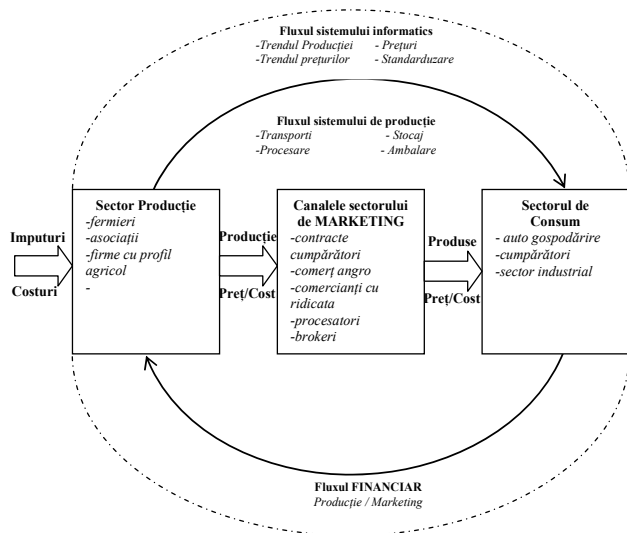 Fluxul sistemului informatics
-Trendul Producției - Prețuri
-Trendul prețurilor - Standarduzare
Fluxul sistemului de producție
-Transporti - Stocaj
-Procesare -Ambalare
Imputuri
Costuri
Sector Producție
-fermieri
-asociații
-firme cu profil
agricol
-
Producție
Preț/Cost
Canalele sectorului
de MARKETING
-contracte
cumpărători
-comerț angro
-comercianți cu
ridicata
-procesatori
-brokeri
Produse
Preț/Cost
Sectorul de
Consum
- auto gospodărire
-cumpărători
-sector industrial
Fluxul FINANCIAR
Producție / Marketing